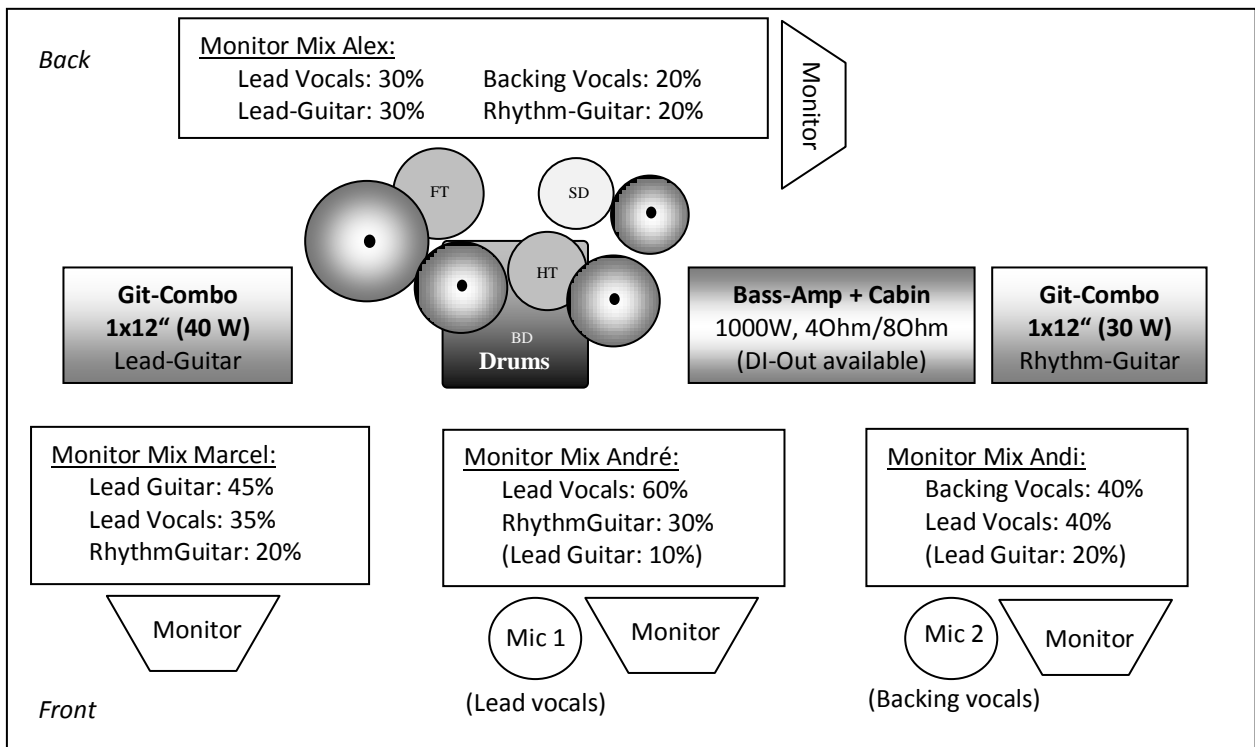 Back
Monitor Mix Alex:
Lead Vocals: 30% Backing Vocals: 20%
Lead-Guitar: 30% Rhythm-Guitar: 20%
Monitor
FT
SD
HT
BD
Drums
Git-Combo
1x12“ (40 W)
Lead-Guitar
Bass-Amp + Cabin
1000W, 4Ohm/8Ohm
(DI-Out available)
Git-Combo
1x12“ (30 W)
Rhythm-Guitar
Monitor Mix Marcel:
Lead Guitar: 45%
Lead Vocals: 35%
RhythmGuitar: 20%
Monitor
Monitor Mix André:
Lead Vocals: 60%
RhythmGuitar: 30%
(Lead Guitar: 10%)
Mic 1
Monitor
(Lead vocals)
Monitor Mix Andi:
Backing Vocals: 40%
Lead Vocals: 40%
(Lead Guitar: 20%)
Mic 2
Monitor
(Backing vocals)
Front